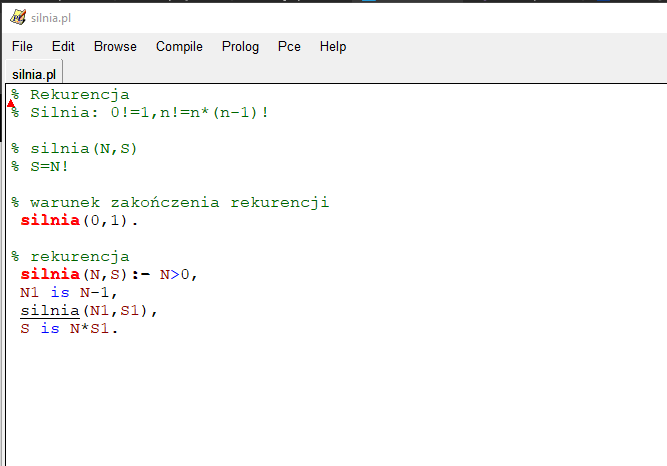 silnia.pl
File Edit Browse Compile Prolog Pce Help
silnia.pl
% Rekurencja
% Silnia: 0!=1,n!=n*(n-1)!
% silnia(N,S)
% S=N!
% warunek zakończenia rekurencji
silnia(0,1).
% rekurencja
silnia(N,S):- N>0,
N1 is N-1,
silnia(N1,S1),
S is N*S1.